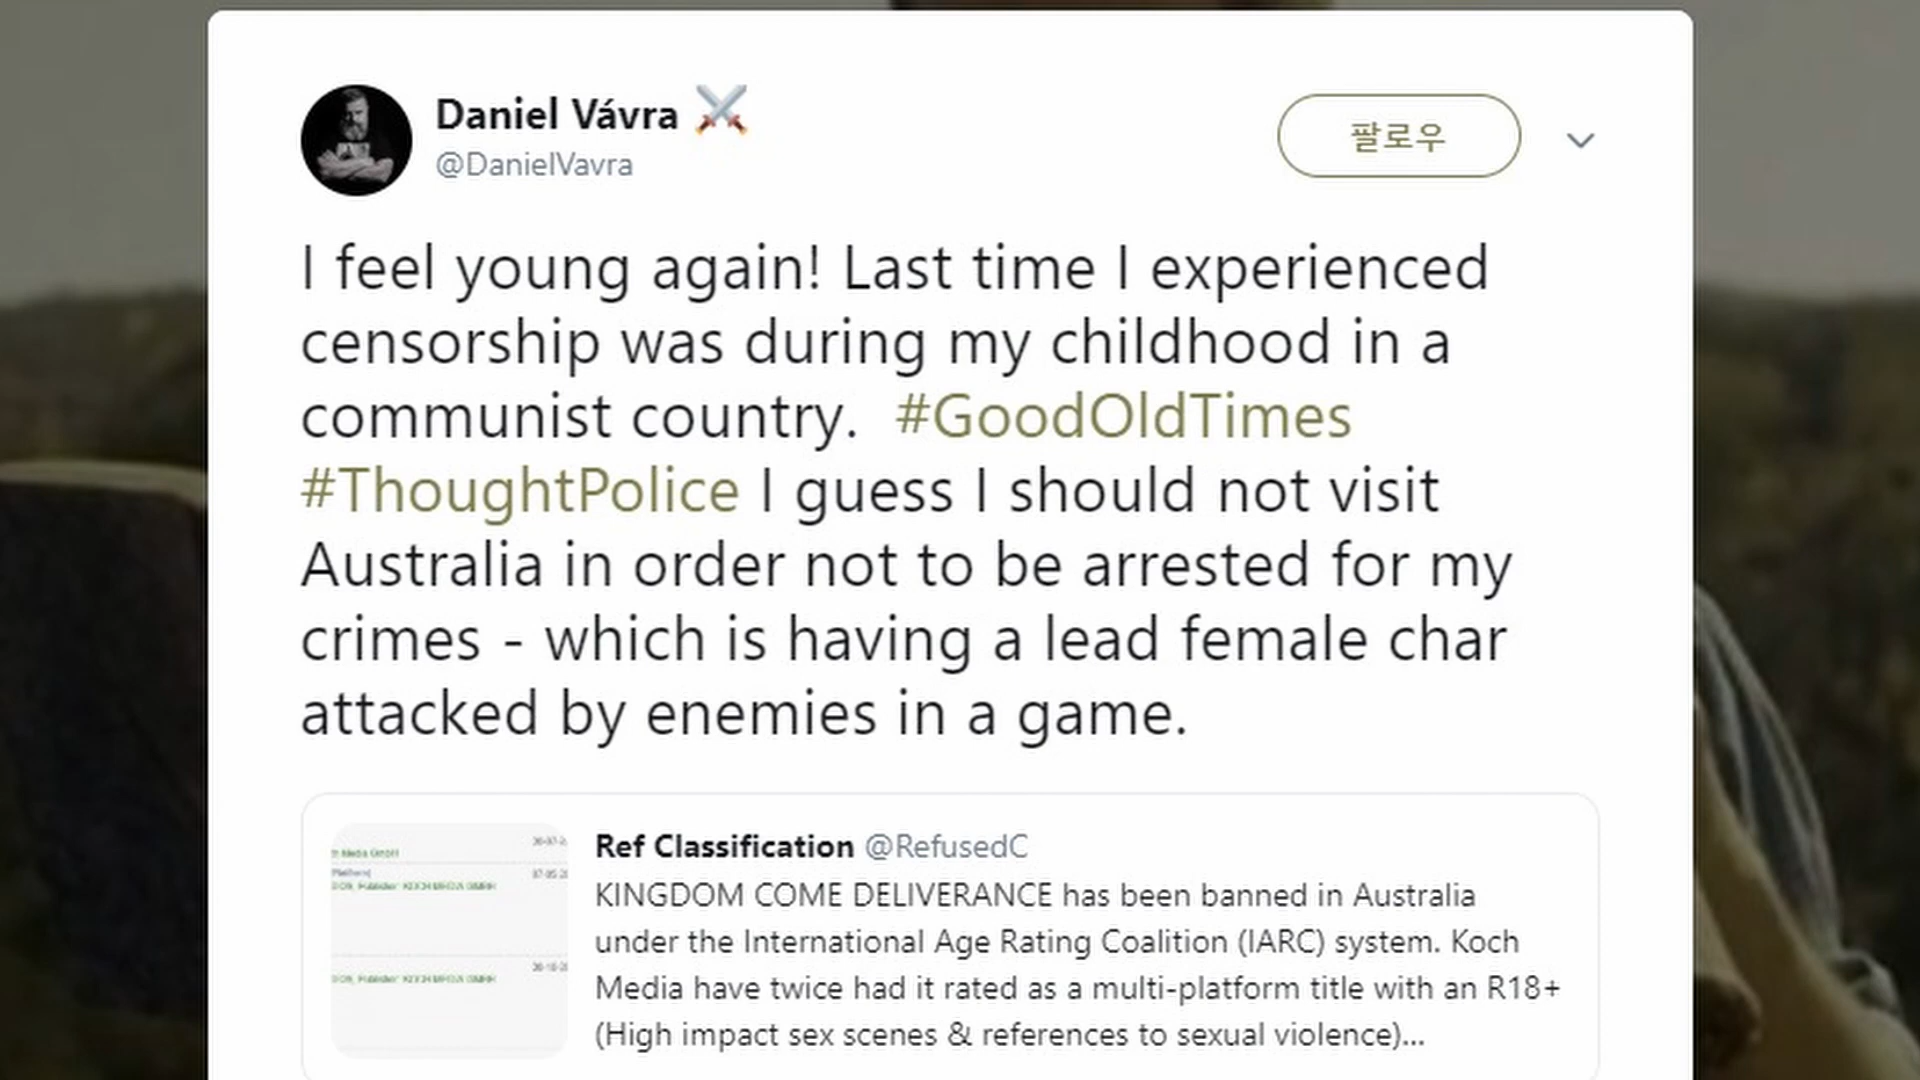 Daniel Vávra ⚔️
@DanielVavra
팔로우
I feel young again! Last time I experienced
censorship was during my childhood in a
communist country. #GoodOldTimes
#ThoughtPolice I guess I should not visit
Australia in order not to be arrested for my
crimes - which is having a lead female char
attacked by enemies in a game.
Ref Classification @RefusedC
KINGDOM COME DELIVERANCE has been banned in Australia
under the International Age Rating Coalition (IARC) system. Koch
Media have twice had it rated as a multi-platform title with an R18+
(High impact sex scenes & references to sexual violence)...